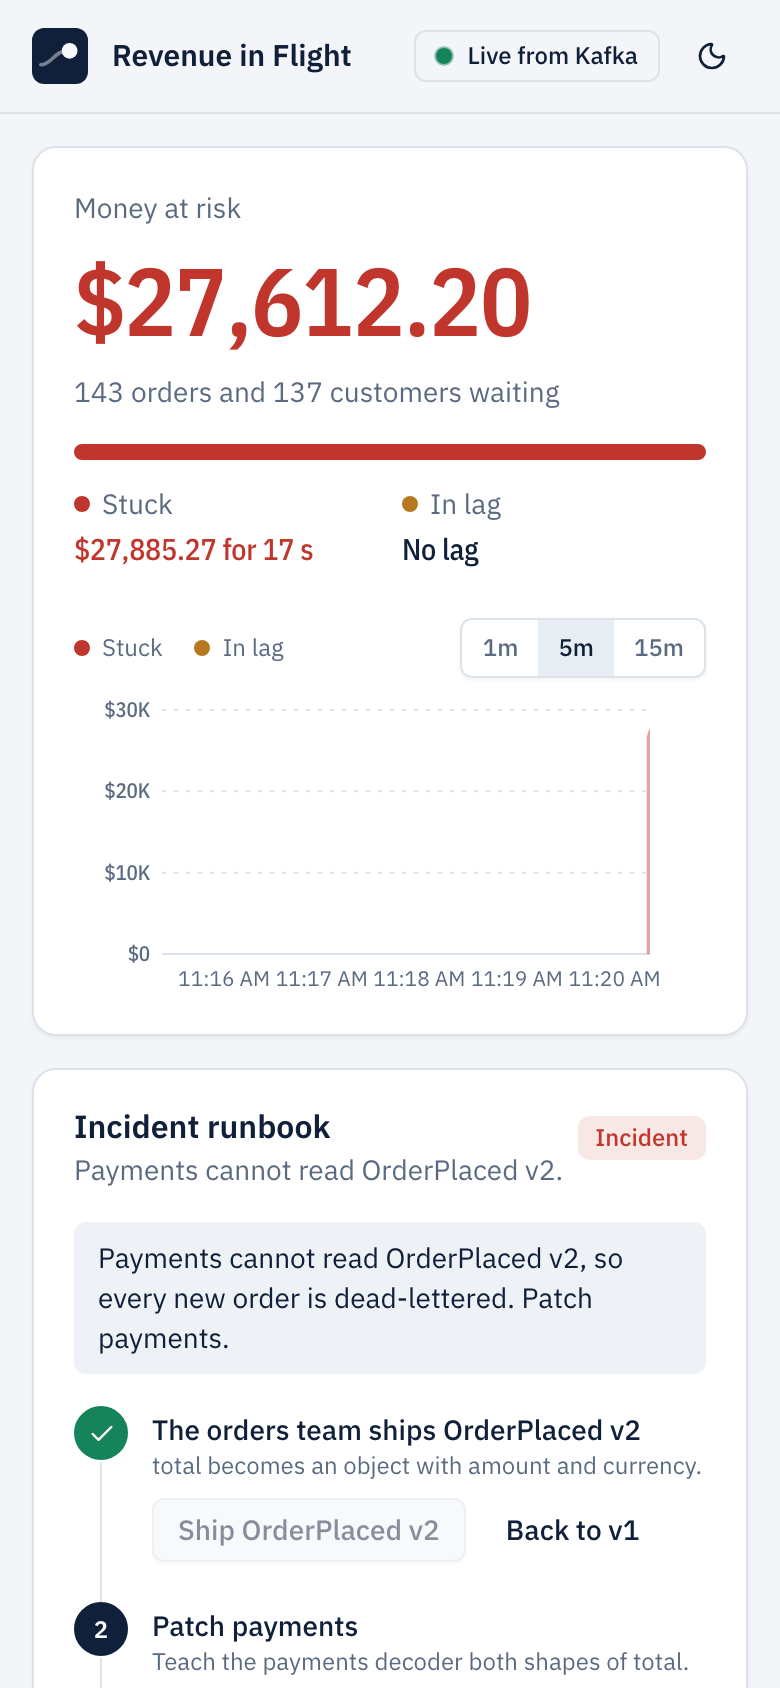 Revenue in Flight
Live from Kafka
Money at risk
$27,612.20
143 orders and 137 customers waiting
Stuck
In lag
$27,885.27 for 17 s
No lag
Stuck
In lag
1m
5m
15m
$30K
$20K
$10K
$0
11:16 AM 11:17 AM 11:18 AM 11:19 AM 11:20 AM
Incident runbook
Incident
Payments cannot read OrderPlaced v2.
Payments cannot read OrderPlaced v2, so
every new order is dead-lettered. Patch
payments.
The orders team ships OrderPlaced v2
total becomes an object with amount and currency.
Ship OrderPlaced v2
Back to v1
2
Patch payments
Teach the payments decoder both shapes of total.